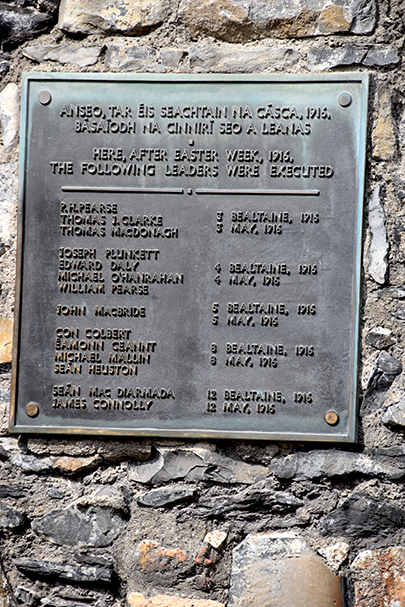 ANSEO, TAR ÉIS SEACHTAIN NA CÁSCA, 1916,
BÁSAÍODH NA CINNIRÍ SEO A LEANAS
HERE, AFTER EASTER WEEK, 1916,
THE FOLLOWING LEADERS WERE EXECUTED
P.H. PEARSE
THOMAS J. CLARKE 3 BEALTAINE, 1916
THOMAS MACDONAGH 3 MAY, 1916
JOSEPH PLUNKETT
EDWARD DALY 4 BEALTAINE, 1916
MICHAEL O'HANRAHAN 4 MAY, 1916
WILLIAM PEARSE
JOHN MACBRIDE 5 BEALTAINE, 1916
5 MAY, 1916
CON COLBERT
ÉAMONN CEANNT 8 BEALTAINE, 1916
MICHAEL MALLIN 8 MAY, 1916
SEÁN HEUSTON
SEÁN MAC DIARMADA 12 BEALTAINE, 1916
JAMES CONNOLLY 12 MAY, 1916